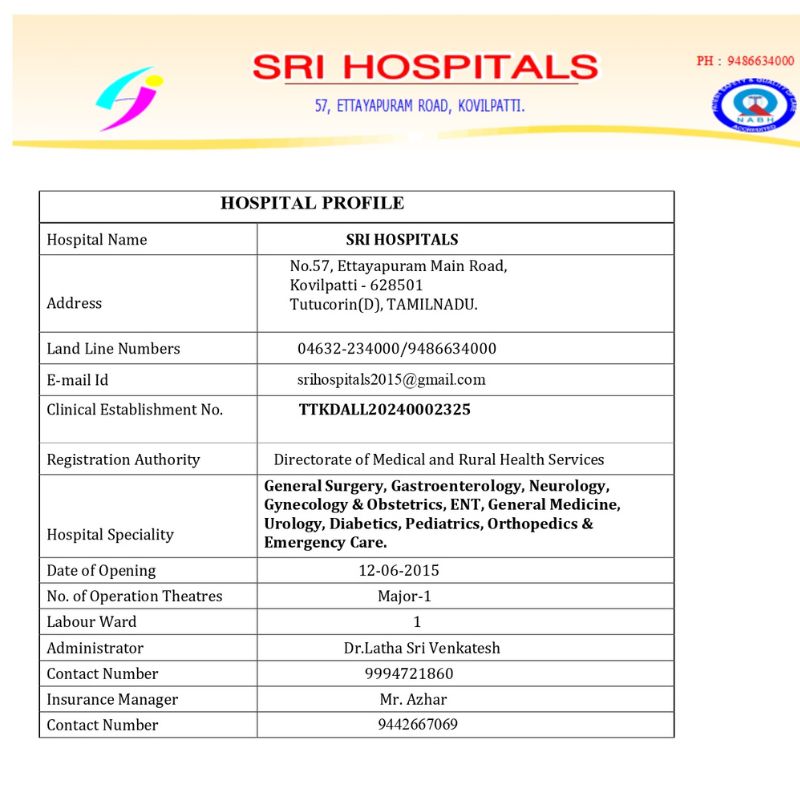 SRI HOSPITALS
57, ETTAYAPURAM ROAD, KOVILPATTI.
PH : 9486634000
NABH
ACCREDITED
HOSPITAL PROFILE
Hospital Name SRI HOSPITALS
Address No.57, Ettayapuram Main Road,
Kovilpatti - 628501
Tutucorin(D), TAMILNADU.
Land Line Numbers 04632-234000/9486634000
E-mail Id srihospitals2015@gmail.com
Clinical Establishment No. TTKDALL20240002325
Registration Authority Directorate of Medical and Rural Health Services
Hospital Speciality General Surgery, Gastroenterology, Neurology,
Gynecology & Obstetrics, ENT, General Medicine,
Urology, Diabetics, Pediatrics, Orthopedics &
Emergency Care.
Date of Opening 12-06-2015
No. of Operation Theatres Major-1
Labour Ward 1
Administrator Dr.Latha Sri Venkatesh
Contact Number 9994721860
Insurance Manager Mr. Azhar
Contact Number 9442667069